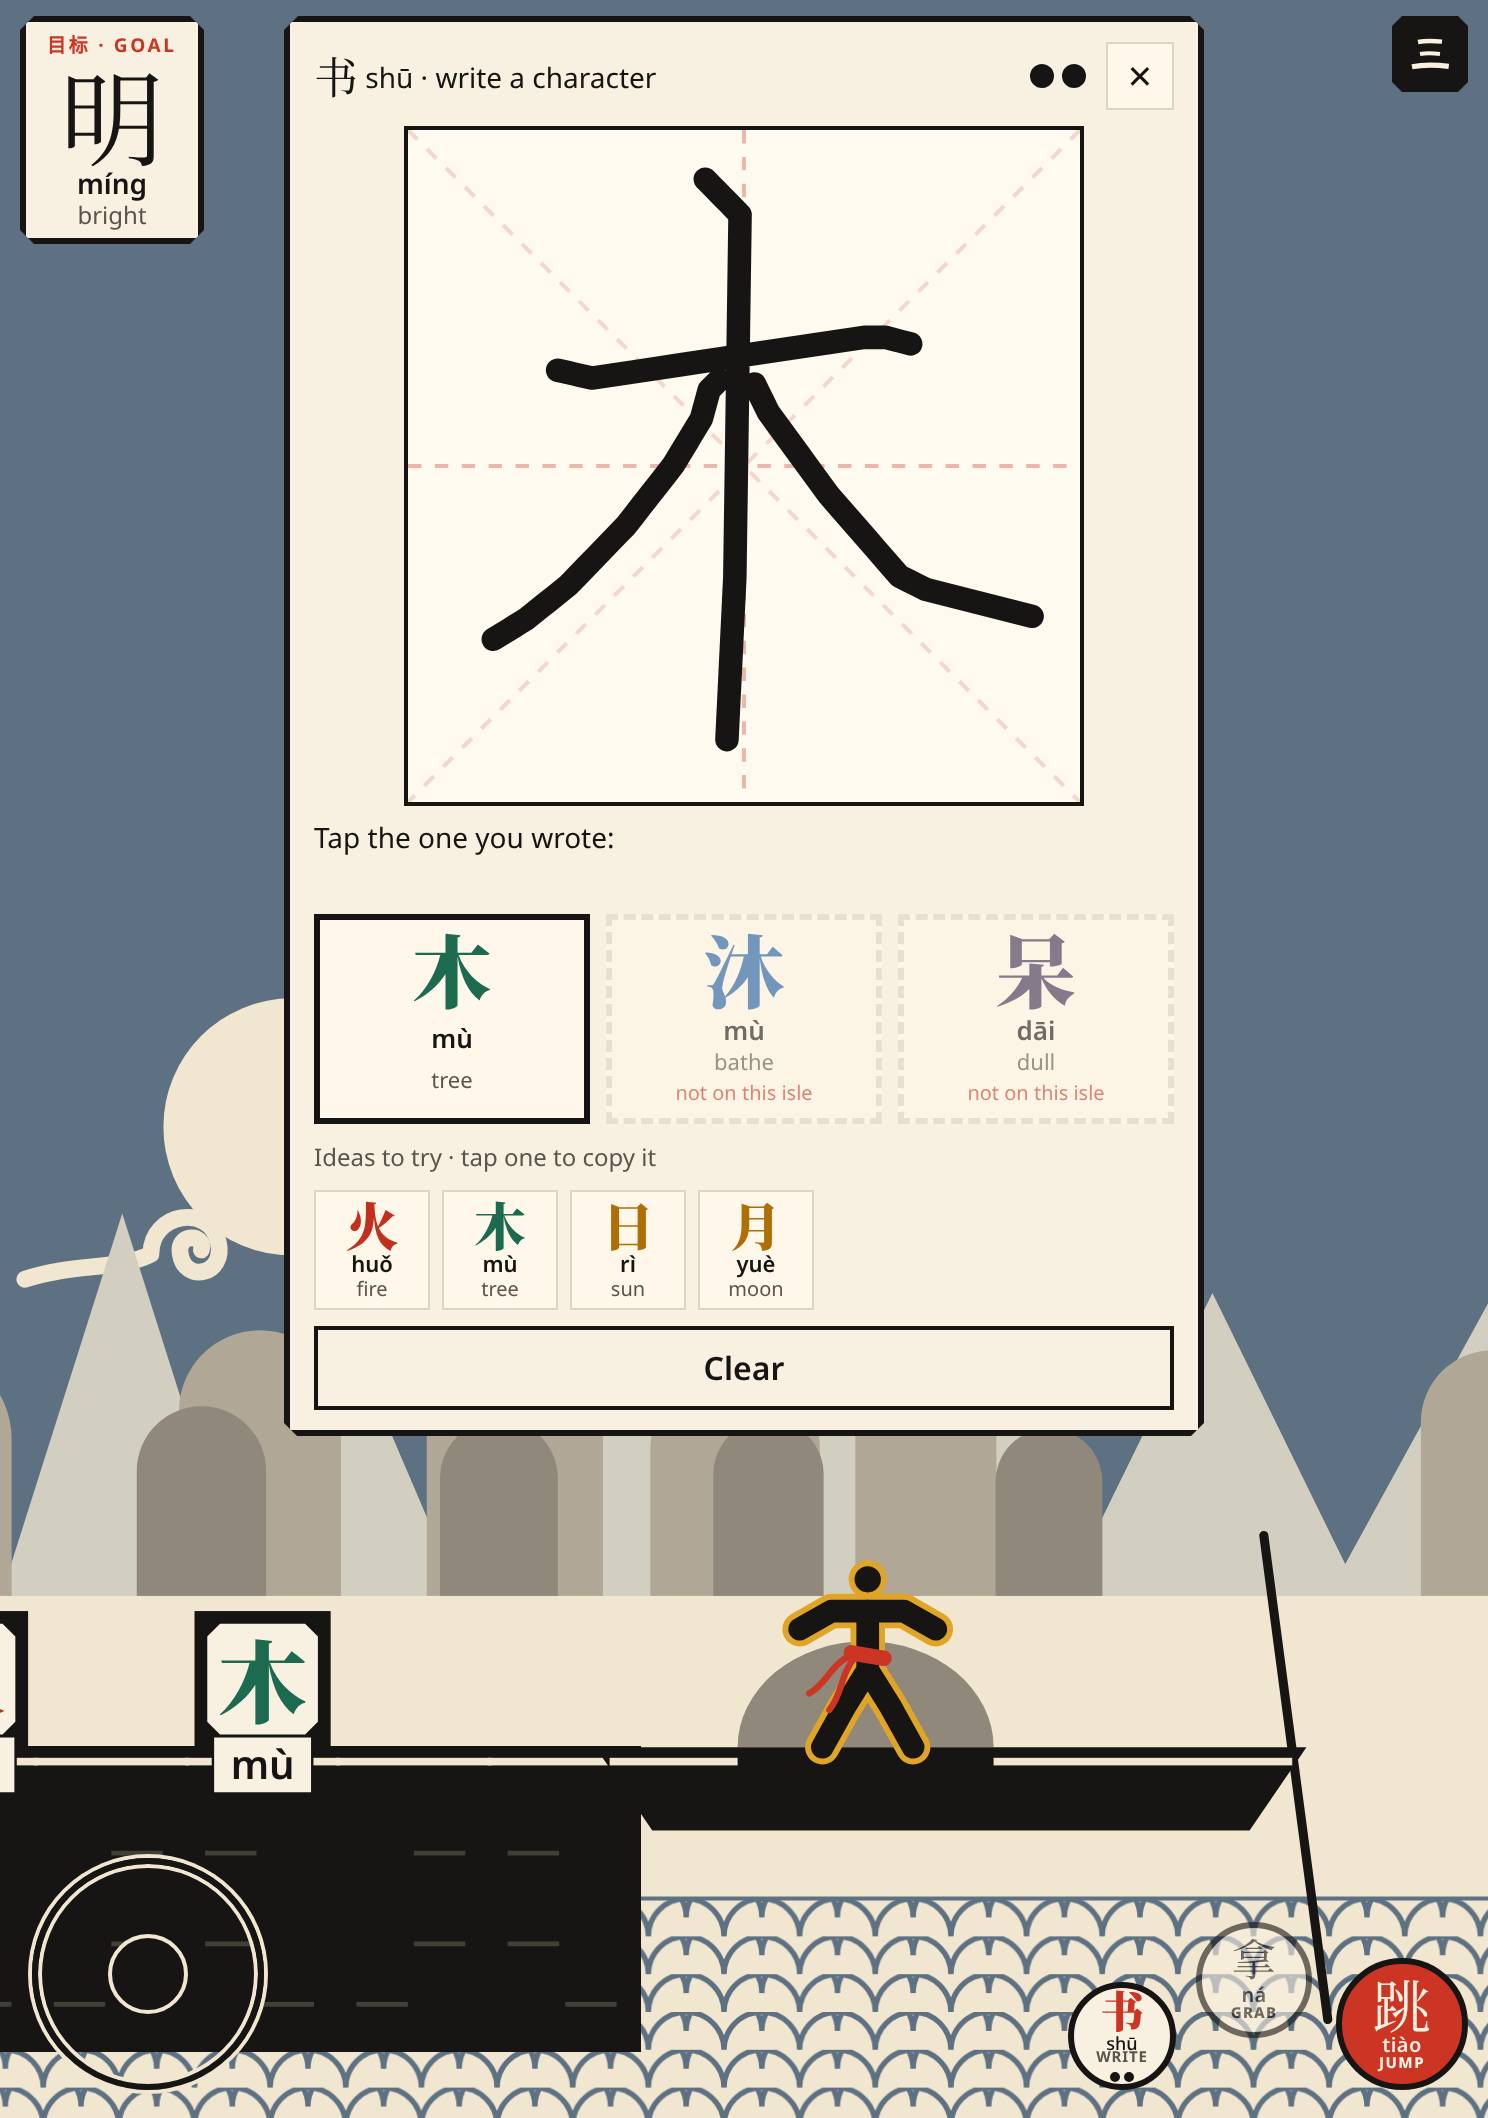 目标 · GOAL
明
míng
bright
三
书 shū · write a character
✕
木
Tap the one you wrote:
木
mù
tree
沐
mù
bathe
not on this isle
呆
dāi
dull
not on this isle
Ideas to try · tap one to copy it
火
huǒ
fire
木
mù
tree
日
rì
sun
月
yuè
moon
Clear
木
mù
书
shū
WRITE
拿
ná
GRAB
跳
tiào
JUMP